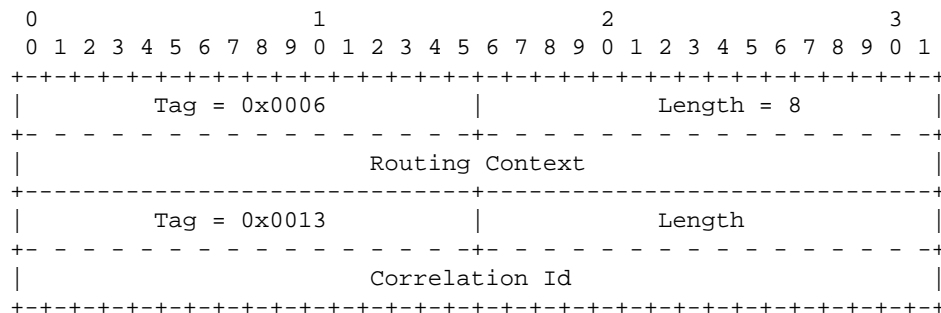 0                   1                   2                   3
 0 1 2 3 4 5 6 7 8 9 0 1 2 3 4 5 6 7 8 9 0 1 2 3 4 5 6 7 8 9 0 1
+-+-+-+-+-+-+-+-+-+-+-+-+-+-+-+-+-+-+-+-+-+-+-+-+-+-+-+-+-+-+-+-+
|         Tag = 0x0006          |            Length = 8         |
+- - - - - - - - - - - - - - - -+- - - - - - - - - - - - - - - -+
|                        Routing Context                        |
+-------------------------------+-------------------------------+
|         Tag = 0x0013          |            Length             |
+- - - - - - - - - - - - - - - -+- - - - - - - - - - - - - - - -+
|                        Correlation Id                         |
+-+-+-+-+-+-+-+-+-+-+-+-+-+-+-+-+-+-+-+-+-+-+-+-+-+-+-+-+-+-+-+-+